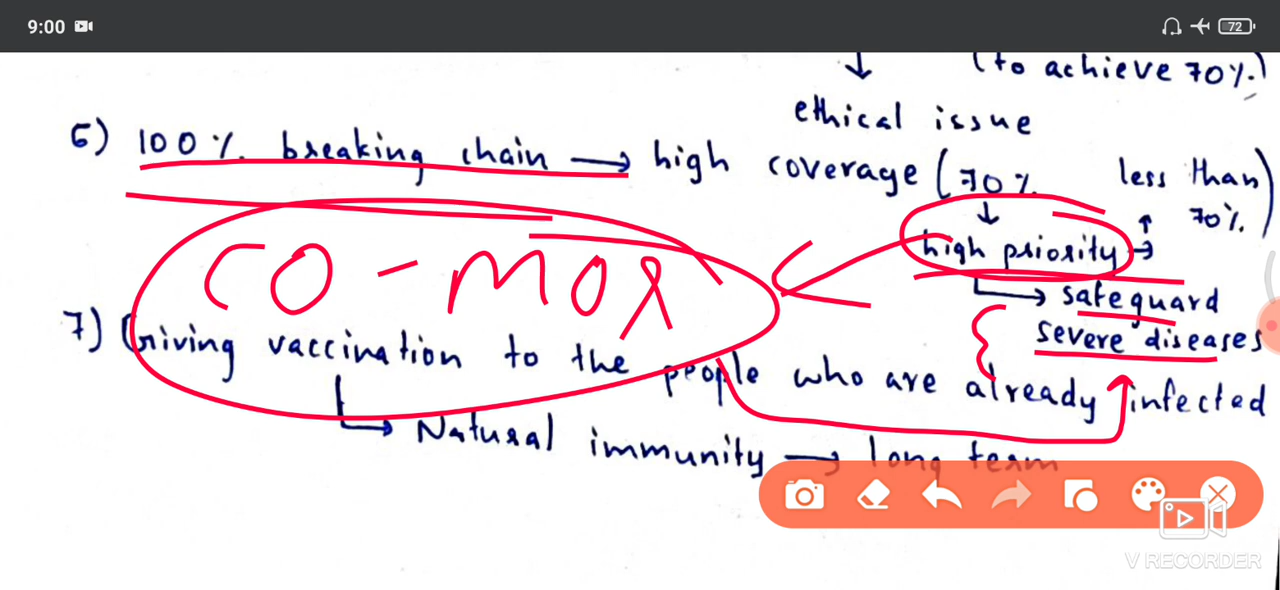 9:00
72
(to achieve 70%.)
ethical issue
6) 100%. breaking chain → high coverage (70%. less than 70%.)
high priority →
CO-MOR
safeguard
severe diseases
7) Giving vaccination to the people who are already infected
Natural immunity → long term
V RECORDER